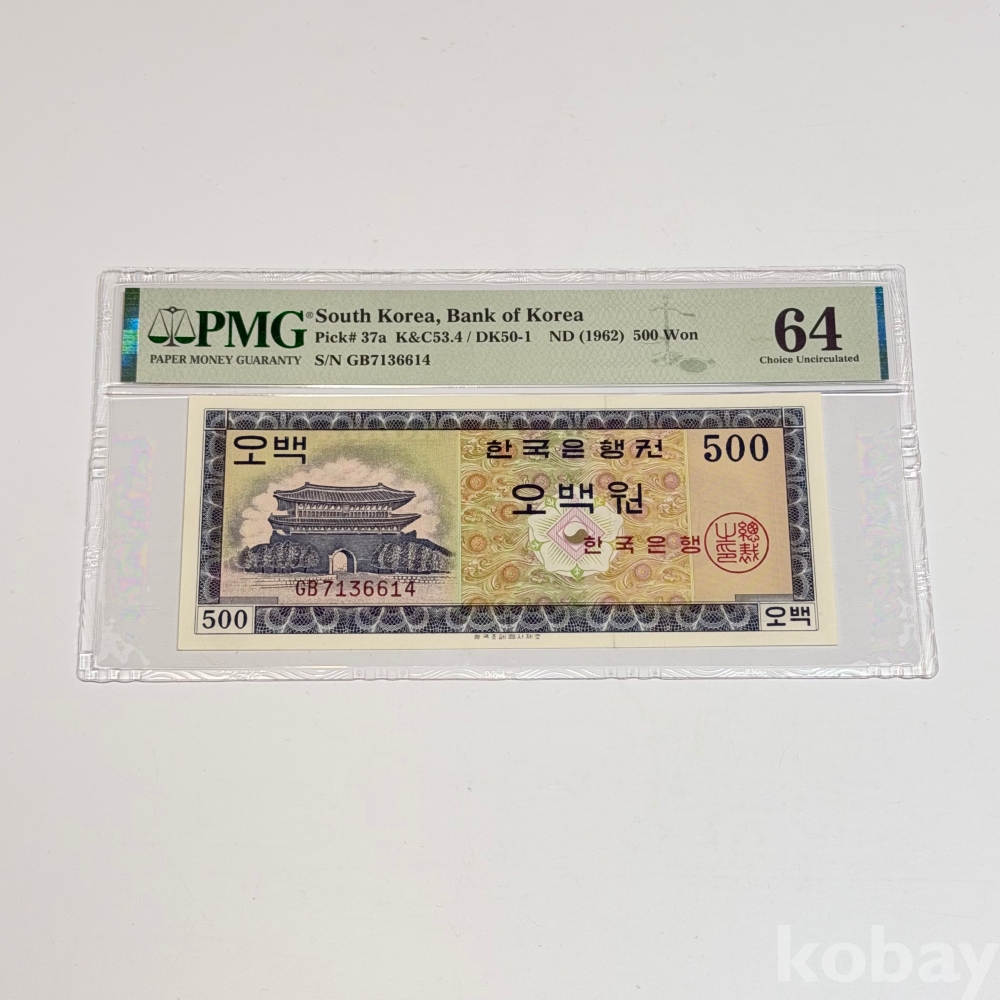 PMG
PAPER MONEY GUARANTY
South Korea, Bank of Korea
Pick# 37a K&C53.4 / DK50-1 ND (1962) 500 Won
S/N GB7136614
64
Choice Uncirculated
오백
한국은행권
500
오백원
한국은행
GB7136614
500
오백
kobay